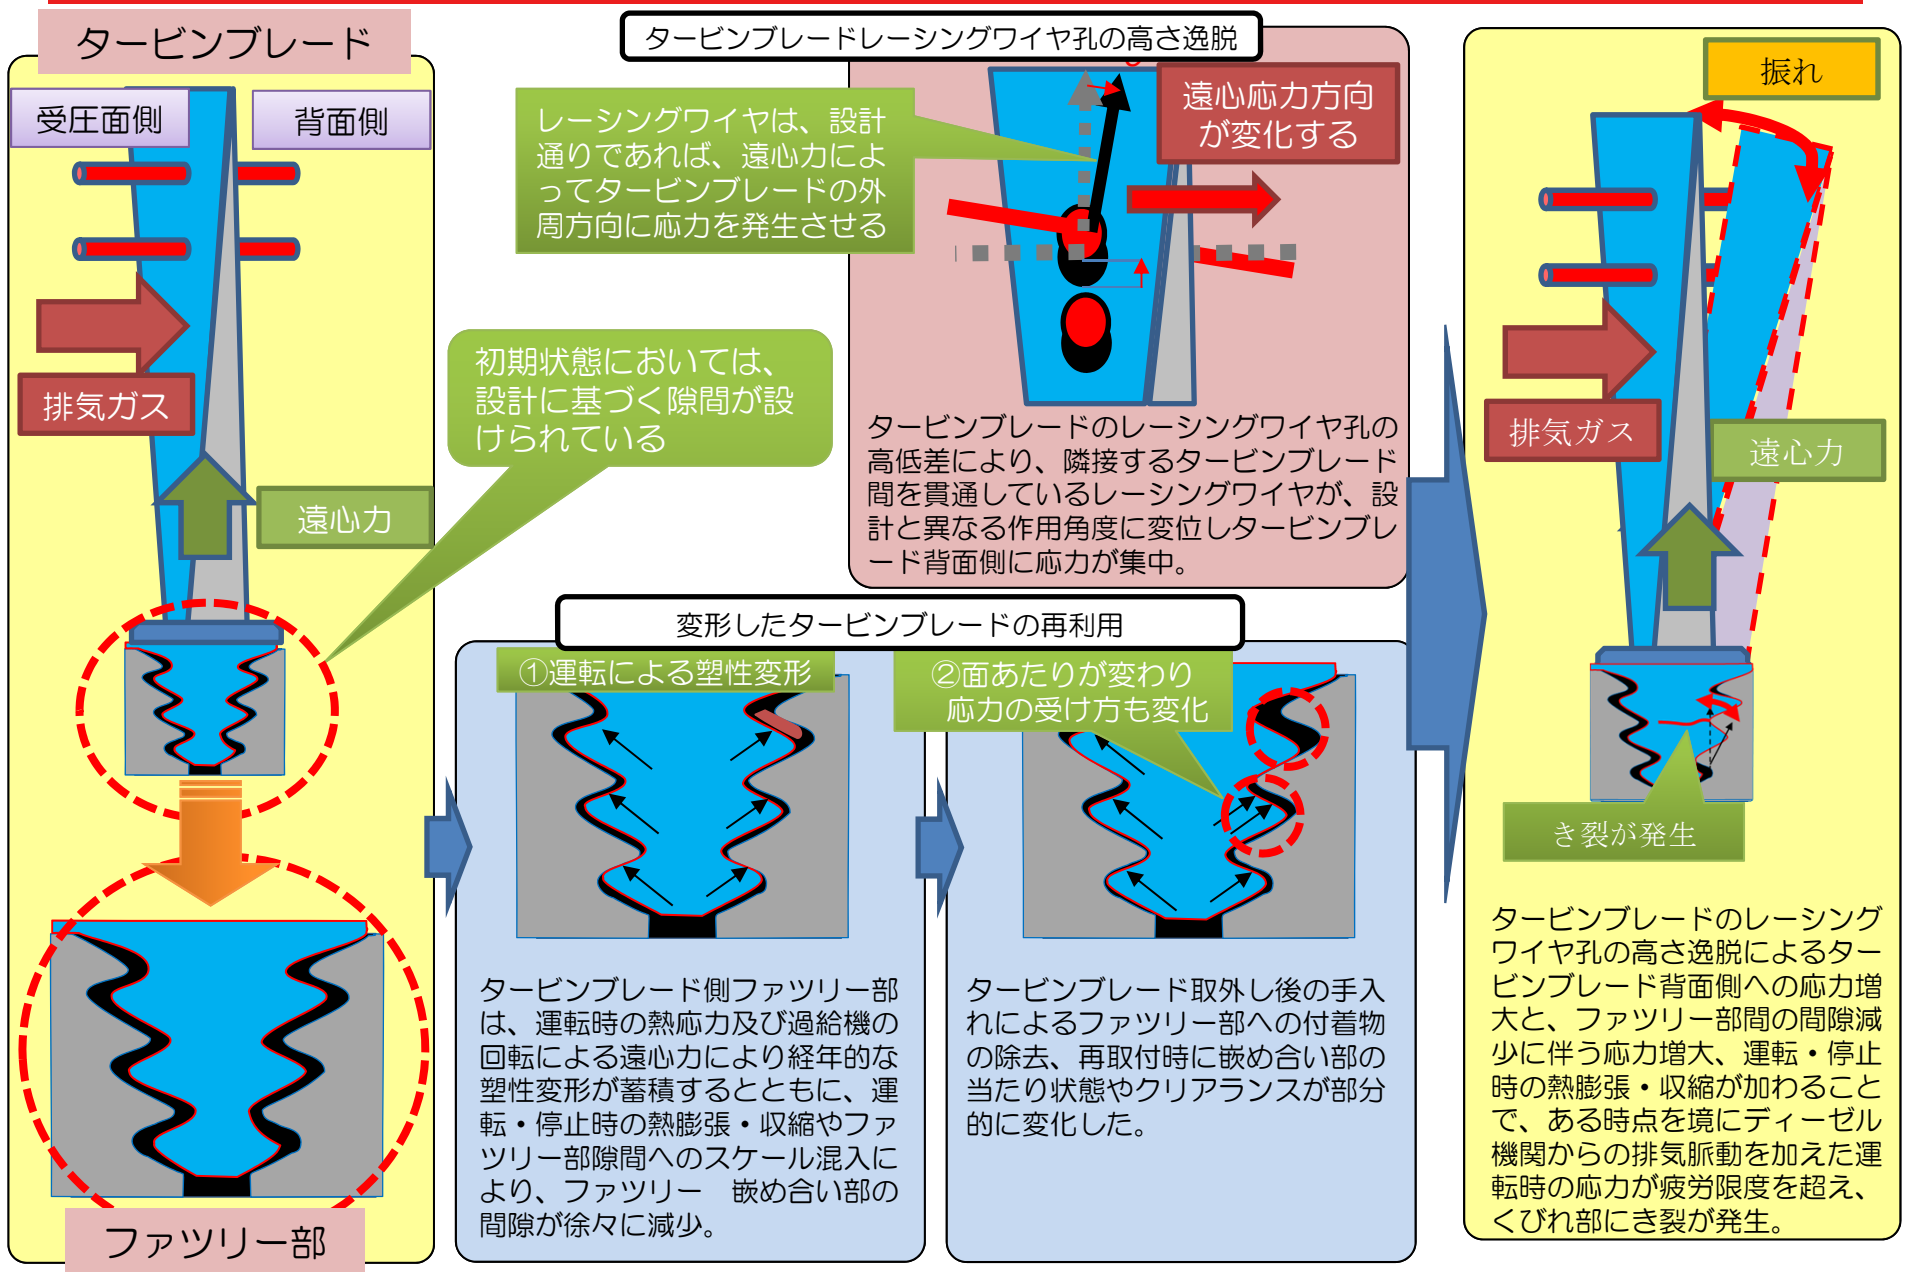 タービンブレード
受圧面側
背面側
排気ガス
遠心力
初期状態においては、
設計に基づく隙間が設
けられている
ファツリー部
タービンブレードレーシングワイヤ孔の高さ逸脱
レーシングワイヤは、設計
通りであれば、遠心力によ
ってタービンブレードの外
周方向に応力を発生させる
遠心応力方向
が変化する
タービンブレードのレーシングワイヤ孔の
高低差により、隣接するタービンブレード
間を貫通しているレーシングワイヤが、設
計と異なる作用角度に変位しタービンブレ
ード背面側に応力が集中。
変形したタービンブレードの再利用
①運転による塑性変形
タービンブレード側ファツリー部
は、運転時の熱応力及び過給機の
回転による遠心力により経年的な
塑性変形が蓄積するとともに、運
転・停止時の熱膨張・収縮やファ
ツリー部隙間へのスケール混入に
より、ファツリー　嵌め合い部の
間隙が徐々に減少。
②面あたりが変わり
応力の受け方も変化
タービンブレード取外し後の手入
れによるファツリー部への付着物
の除去、再取付時に嵌め合い部の
当たり状態やクリアランスが部分
的に変化した。
振れ
排気ガス
遠心力
き裂が発生
タービンブレードのレーシング
ワイヤ孔の高さ逸脱によるター
ビンブレード背面側への応力増
大と、ファツリー部間の間隙減
少に伴う応力増大、運転・停止
時の熱膨張・収縮が加わること
で、ある時点を境にディーゼル
機関からの排気脈動を加えた運
転時の応力が疲労限度を超え、
くびれ部にき裂が発生。